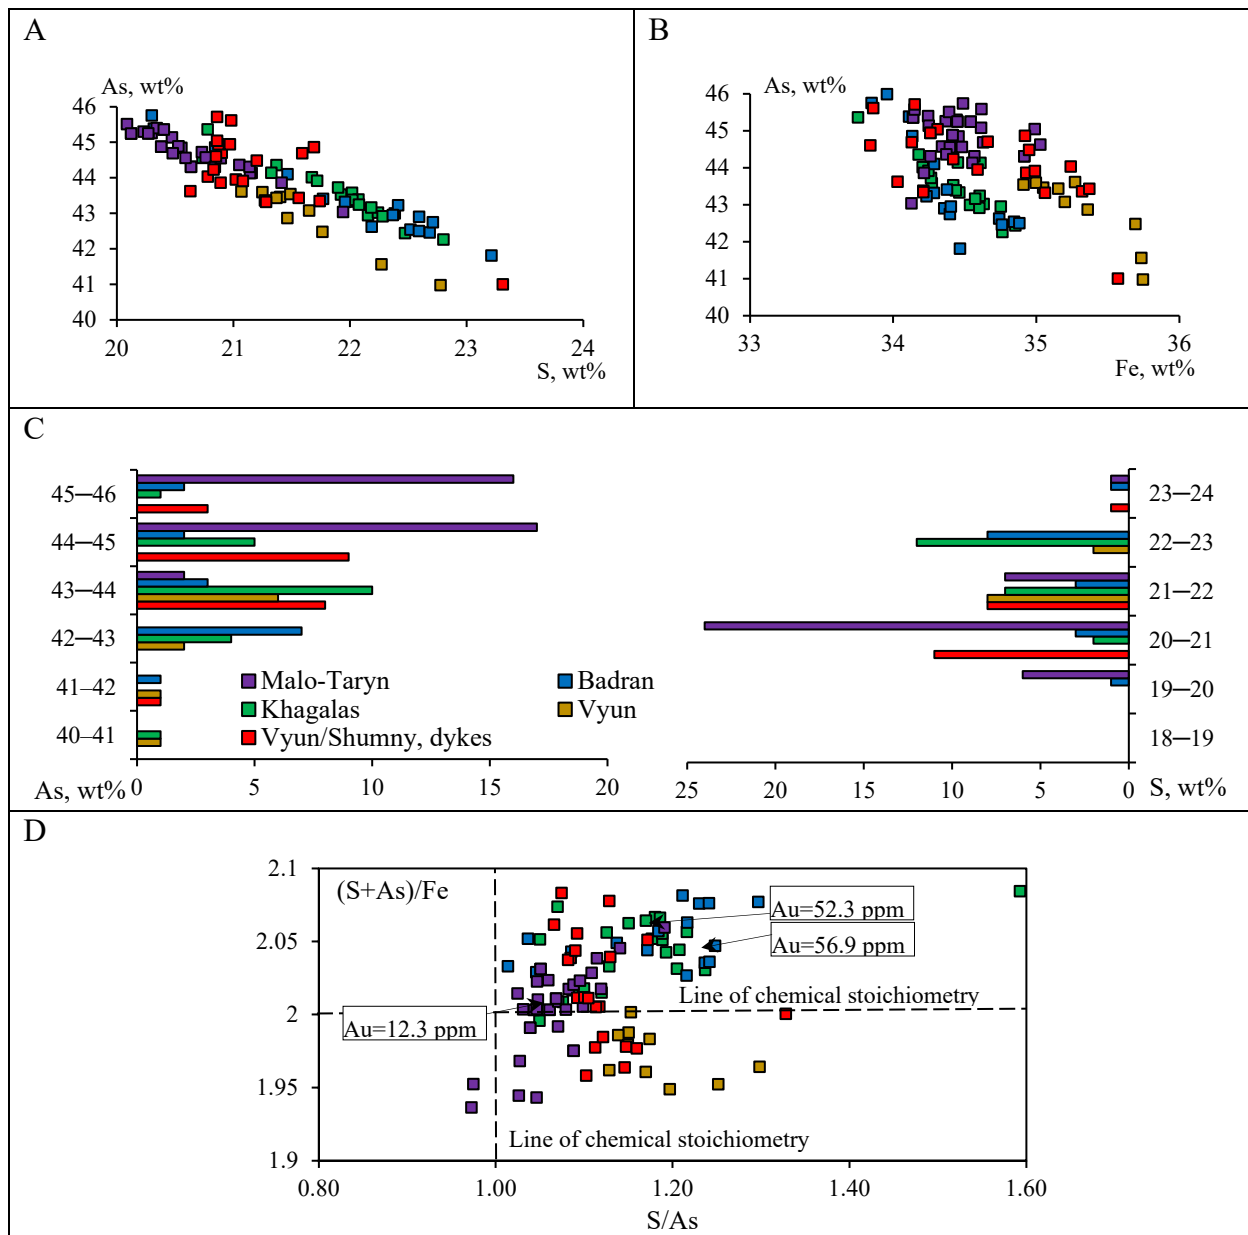 A
As, wt%
46
45
44
43
42
41
40
20 21 22 23 24
S, wt%
B
As, wt%
46
45
44
43
42
41
40
33 34 35 36
Fe, wt%
C
45—46
44—45
43—44
42—43
41–42
40–41
As, wt%
0 5 10 15 20
Malo-Taryn Badran
Khagalas Vyun
Vyun/Shumny, dykes
23—24
22—23
21—22
20—21
19—20
18—19
25 20 15 10 5 0
S, wt%
D
2.1
2.05
2
1.95
1.9
(S+As)/Fe
Au=52.3 ppm
Au=56.9 ppm
Line of chemical stoichiometry
Au=12.3 ppm
Line of chemical stoichiometry
0.80 1.00 1.20 1.40 1.60
S/As